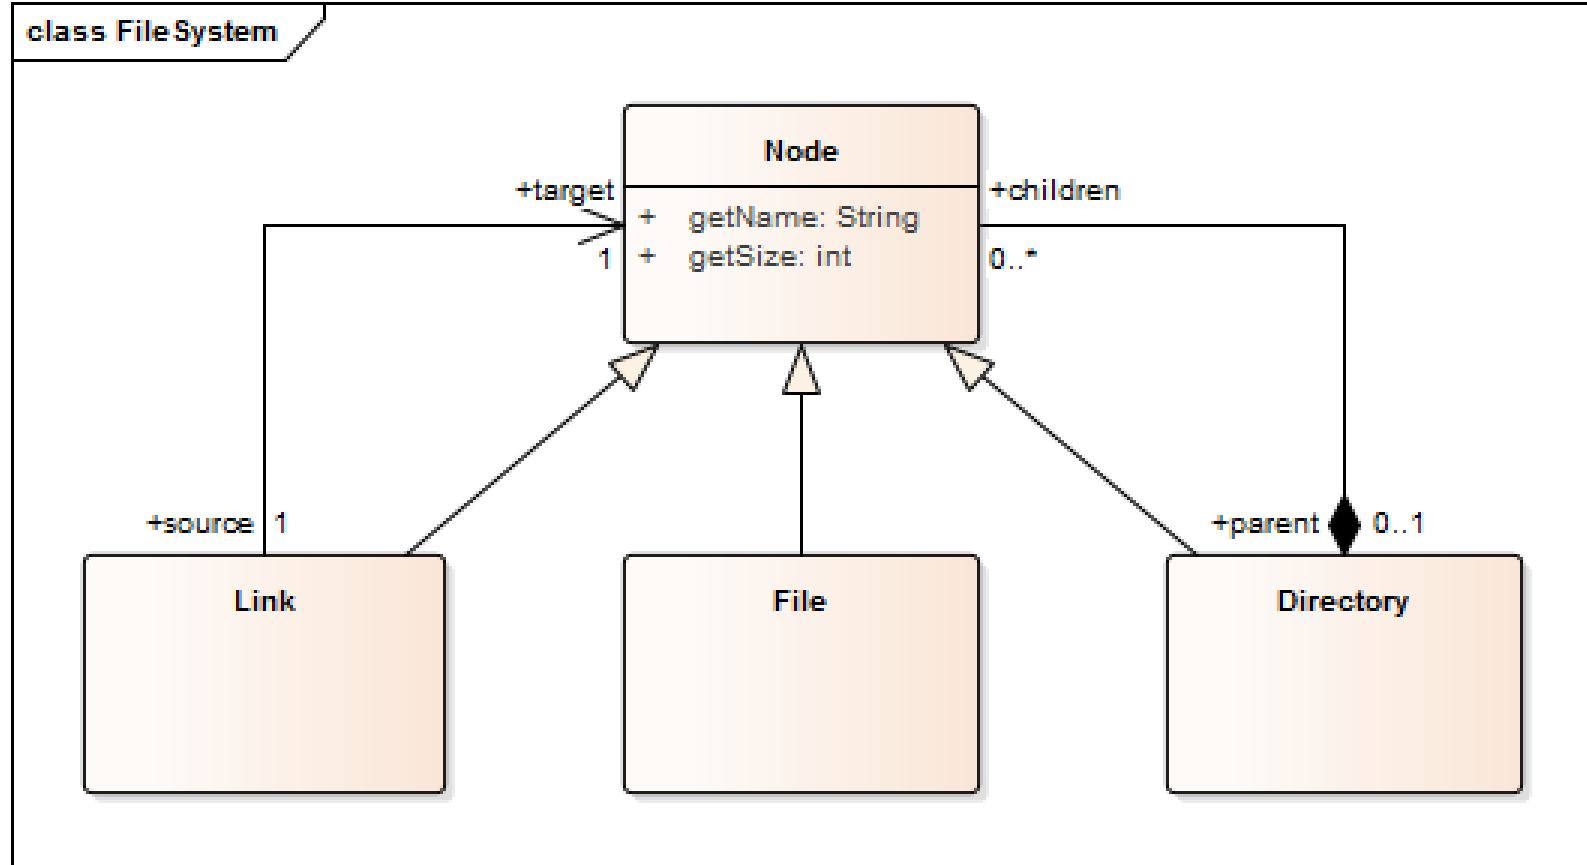 class FileSystem
Node
+target
+children
+ getName: String
+ getSize: int
1
0..*
+source 1
+parent 0..1
Link
File
Directory